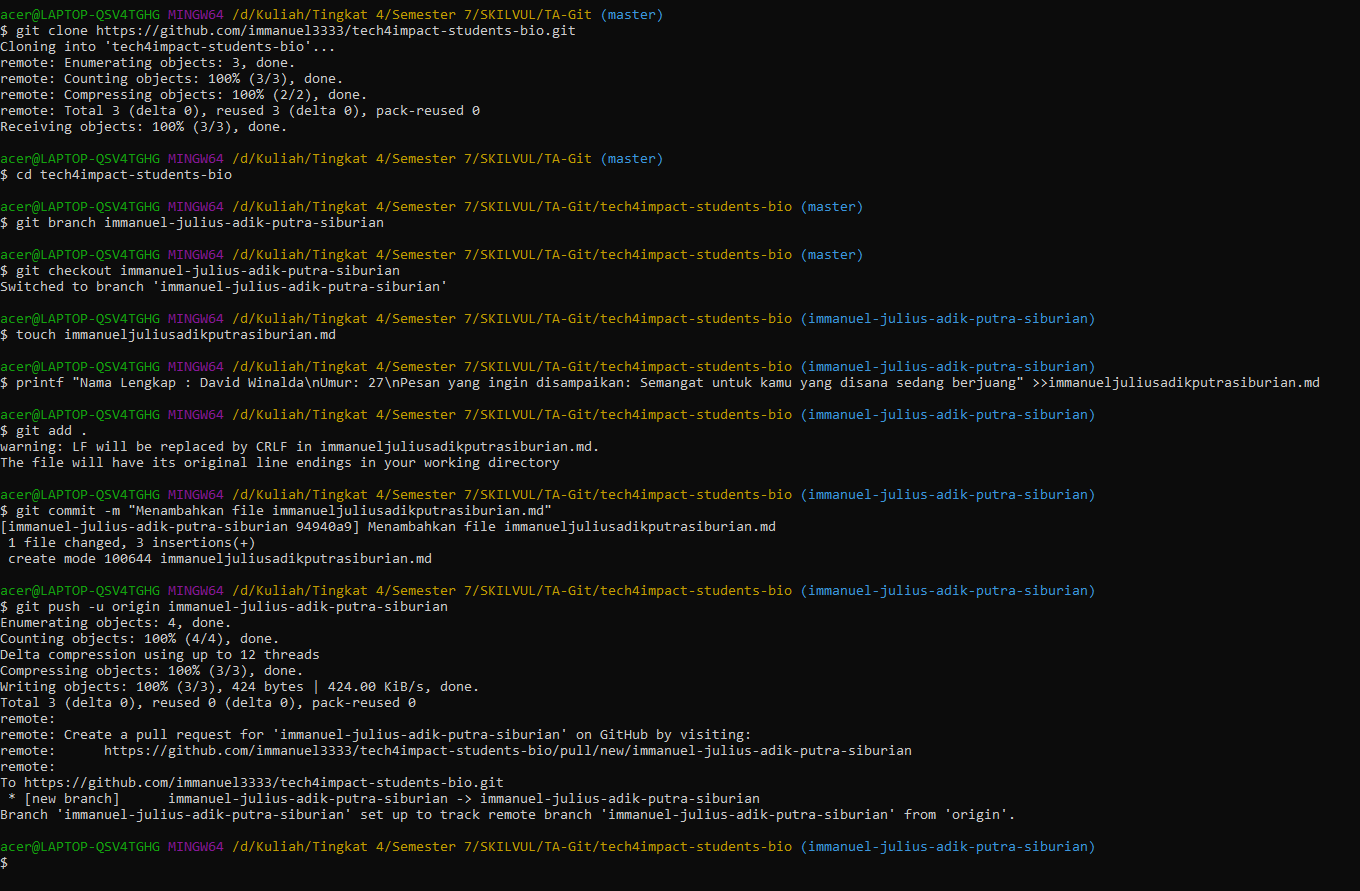 acer@LAPTOP-QSV4TGHG MINGW64 /d/Kuliah/Tingkat 4/Semester 7/SKILVUL/TA-Git (master)
$ git clone https://github.com/immanuel3333/tech4impact-students-bio.git
Cloning into 'tech4impact-students-bio'...
remote: Enumerating objects: 3, done.
remote: Counting objects: 100% (3/3), done.
remote: Compressing objects: 100% (2/2), done.
remote: Total 3 (delta 0), reused 3 (delta 0), pack-reused 0
Receiving objects: 100% (3/3), done.
acer@LAPTOP-QSV4TGHG MINGW64 /d/Kuliah/Tingkat 4/Semester 7/SKILVUL/TA-Git (master)
$ cd tech4impact-students-bio
acer@LAPTOP-QSV4TGHG MINGW64 /d/Kuliah/Tingkat 4/Semester 7/SKILVUL/TA-Git/tech4impact-students-bio (master)
$ git branch immanuel-julius-adik-putra-siburian
acer@LAPTOP-QSV4TGHG MINGW64 /d/Kuliah/Tingkat 4/Semester 7/SKILVUL/TA-Git/tech4impact-students-bio (master)
$ git checkout immanuel-julius-adik-putra-siburian
Switched to branch 'immanuel-julius-adik-putra-siburian'
acer@LAPTOP-QSV4TGHG MINGW64 /d/Kuliah/Tingkat 4/Semester 7/SKILVUL/TA-Git/tech4impact-students-bio (immanuel-julius-adik-putra-siburian)
$ touch immanueljuliusadikputrasiburian.md
acer@LAPTOP-QSV4TGHG MINGW64 /d/Kuliah/Tingkat 4/Semester 7/SKILVUL/TA-Git/tech4impact-students-bio (immanuel-julius-adik-putra-siburian)
$ printf "Nama Lengkap : David Winalda\nUmur: 27\nPesan yang ingin disampaikan: Semangat untuk kamu yang disana sedang berjuang" >>immanueljuliusadikputrasiburian.md
acer@LAPTOP-QSV4TGHG MINGW64 /d/Kuliah/Tingkat 4/Semester 7/SKILVUL/TA-Git/tech4impact-students-bio (immanuel-julius-adik-putra-siburian)
$ git add .
warning: LF will be replaced by CRLF in immanueljuliusadikputrasiburian.md.
The file will have its original line endings in your working directory
acer@LAPTOP-QSV4TGHG MINGW64 /d/Kuliah/Tingkat 4/Semester 7/SKILVUL/TA-Git/tech4impact-students-bio (immanuel-julius-adik-putra-siburian)
$ git commit -m "Menambahkan file immanueljuliusadikputrasiburian.md"
[immanuel-julius-adik-putra-siburian 94940a9] Menambahkan file immanueljuliusadikputrasiburian.md
1 file changed, 3 insertions(+)
create mode 100644 immanueljuliusadikputrasiburian.md
acer@LAPTOP-QSV4TGHG MINGW64 /d/Kuliah/Tingkat 4/Semester 7/SKILVUL/TA-Git/tech4impact-students-bio (immanuel-julius-adik-putra-siburian)
$ git push -u origin immanuel-julius-adik-putra-siburian
Enumerating objects: 4, done.
Counting objects: 100% (4/4), done.
Delta compression using up to 12 threads
Compressing objects: 100% (3/3), done.
Writing objects: 100% (3/3), 424 bytes | 424.00 KiB/s, done.
Total 3 (delta 0), reused 0 (delta 0), pack-reused 0
remote:
remote: Create a pull request for 'immanuel-julius-adik-putra-siburian' on GitHub by visiting:
remote:      https://github.com/immanuel3333/tech4impact-students-bio/pull/new/immanuel-julius-adik-putra-siburian
remote:
To https://github.com/immanuel3333/tech4impact-students-bio.git
* [new branch]      immanuel-julius-adik-putra-siburian -> immanuel-julius-adik-putra-siburian
Branch 'immanuel-julius-adik-putra-siburian' set up to track remote branch 'immanuel-julius-adik-putra-siburian' from 'origin'.
acer@LAPTOP-QSV4TGHG MINGW64 /d/Kuliah/Tingkat 4/Semester 7/SKILVUL/TA-Git/tech4impact-students-bio (immanuel-julius-adik-putra-siburian)
$